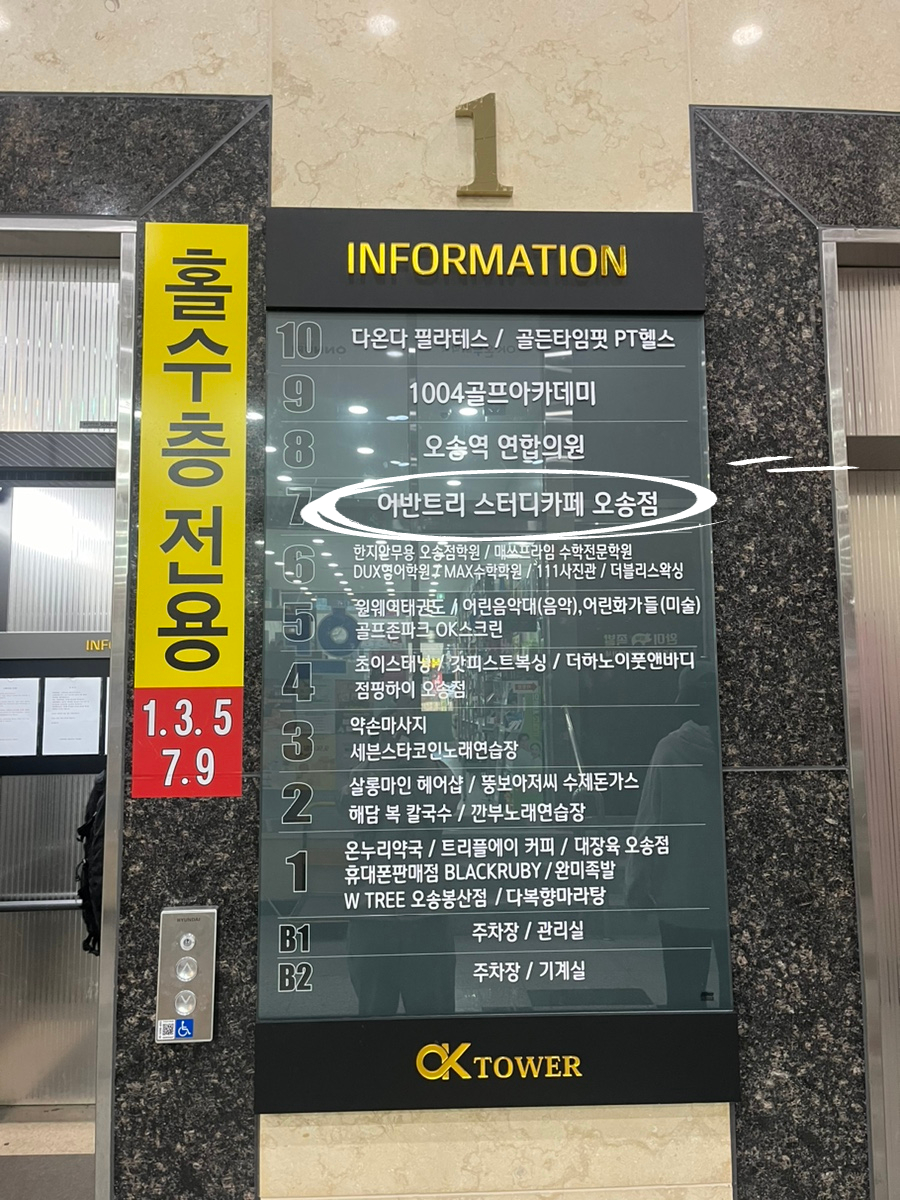 1
홀수층 전용
1.3.5
7.9
INFORMATION
10 다온다 필라테스 / 골든타임핏 PT헬스
9 1004골프아카데미
8 오송역 연합의원
7 어반트리 스터디카페 오송점
6 한지안무용 오송점학원 / 매쓰프라임 수학전문학원
DUX영어학원 / MAX수학학원 / 111사진관 / 더블리스왁싱
5 원웨이태권도 / 어린음악대(음악),어린화가들(미술)
골프존파크 OK스크린
4 초이스태닝 / 갓피스트복싱 / 더하노이풋앤바디
점핑하이 오송점
3 약손마사지
세븐스타코인노래연습장
2 살롱마인 헤어샵 / 뚱보아저씨 수제돈가스
해담 복 칼국수 / 깐부노래연습장
1 온누리약국 / 트리플에이 커피 / 대장육 오송점
휴대폰판매점 BLACKRUBY / 완미족발
W TREE 오송봉산점 / 다복향마라탕
B1 주차장 / 관리실
B2 주차장 / 기계실
OK TOWER
HYUNDAI